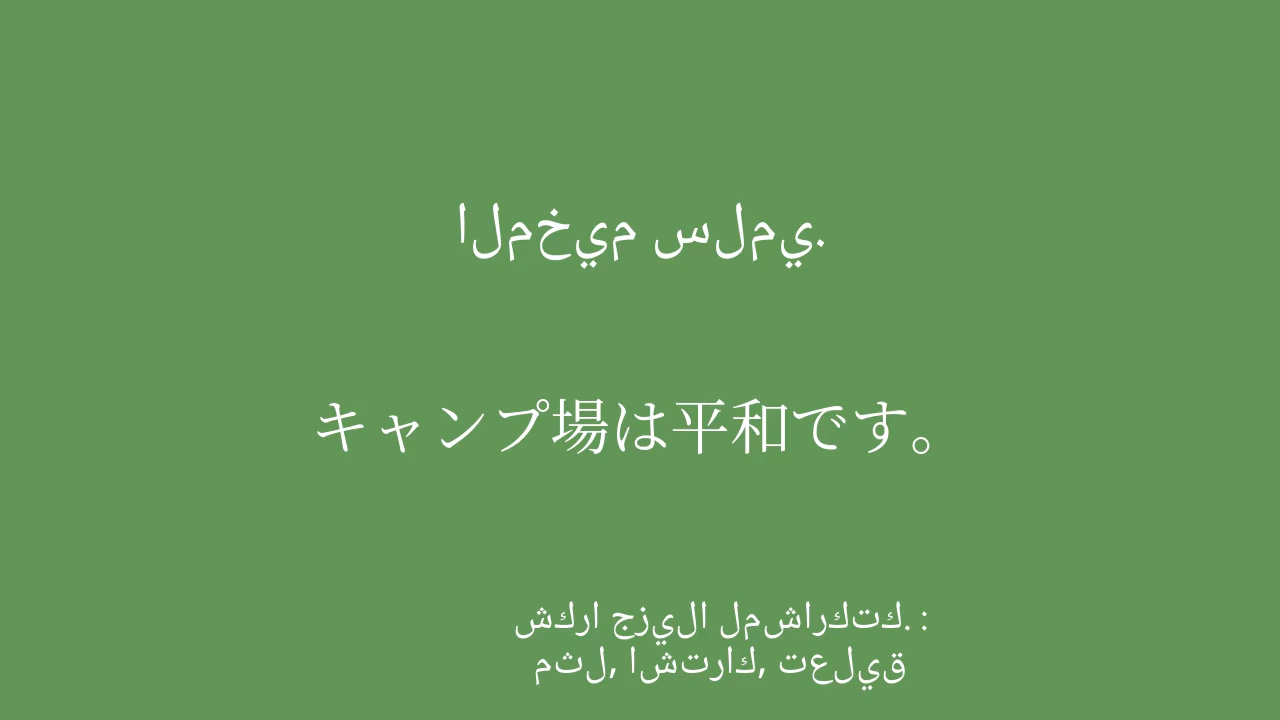 المخيم سلمي.
キャンプ場は平和です。
شكرا جزيلا لمشاركتك. :
مثل, اشتراك, تعليق